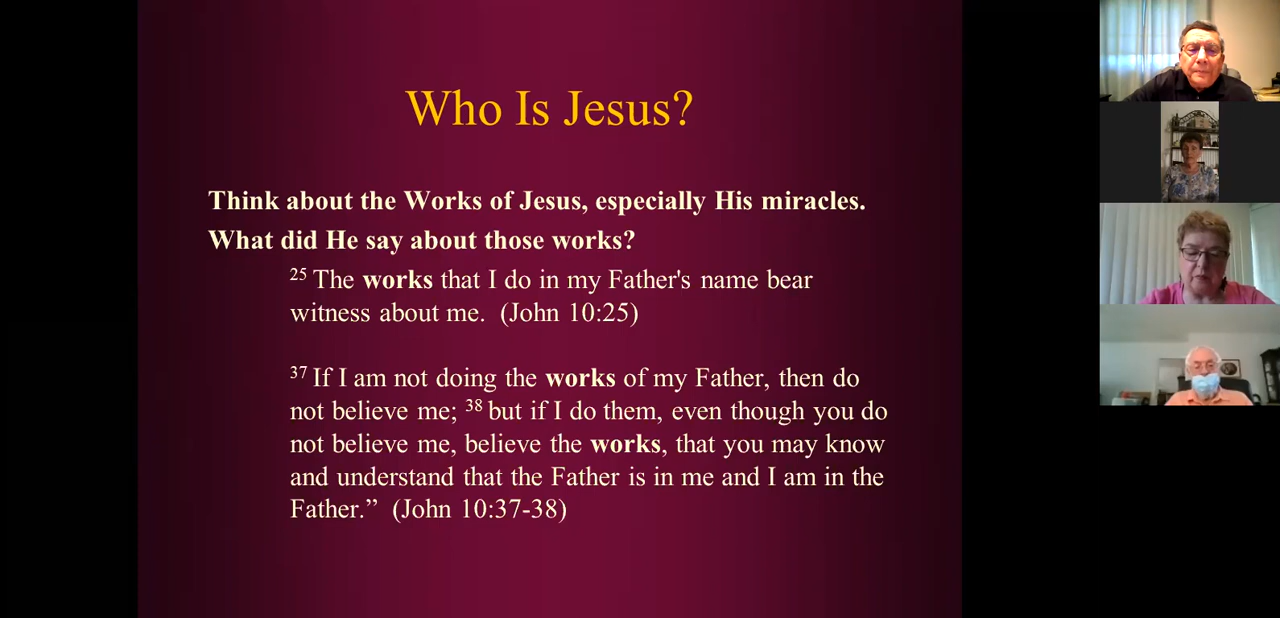 Who Is Jesus?
Think about the Works of Jesus, especially His miracles.
What did He say about those works?
25 The works that I do in my Father's name bear
witness about me.  (John 10:25)
37 If I am not doing the works of my Father, then do
not believe me; 38 but if I do them, even though you do
not believe me, believe the works, that you may know
and understand that the Father is in me and I am in the
Father.”  (John 10:37-38)